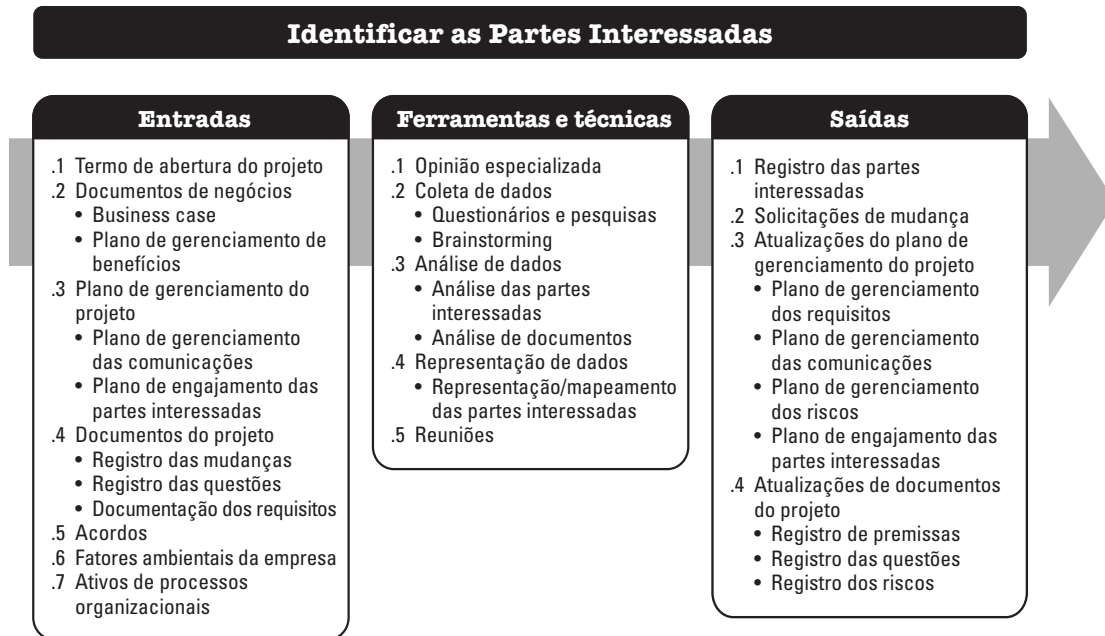 Identificar as Partes Interessadas
Entradas
.1 Termo de abertura do projeto
.2 Documentos de negócios
• Business case
• Plano de gerenciamento de
benefícios
.3 Plano de gerenciamento do
projeto
• Plano de gerenciamento
das comunicações
• Plano de engajamento das
partes interessadas
.4 Documentos do projeto
• Registro das mudanças
• Registro das questões
• Documentação dos requisitos
.5 Acordos
.6 Fatores ambientais da empresa
.7 Ativos de processos
organizacionais
Ferramentas e técnicas
.1 Opinião especializada
.2 Coleta de dados
• Questionários e pesquisas
• Brainstorming
.3 Análise de dados
• Análise das partes
interessadas
• Análise de documentos
.4 Representação de dados
• Representação/mapeamento
das partes interessadas
.5 Reuniões
Saídas
.1 Registro das partes
interessadas
.2 Solicitações de mudança
.3 Atualizações do plano de
gerenciamento do projeto
• Plano de gerenciamento
dos requisitos
• Plano de gerenciamento
das comunicações
• Plano de gerenciamento
dos riscos
• Plano de engajamento das
partes interessadas
.4 Atualizações de documentos
do projeto
• Registro de premissas
• Registro das questões
• Registro dos riscos